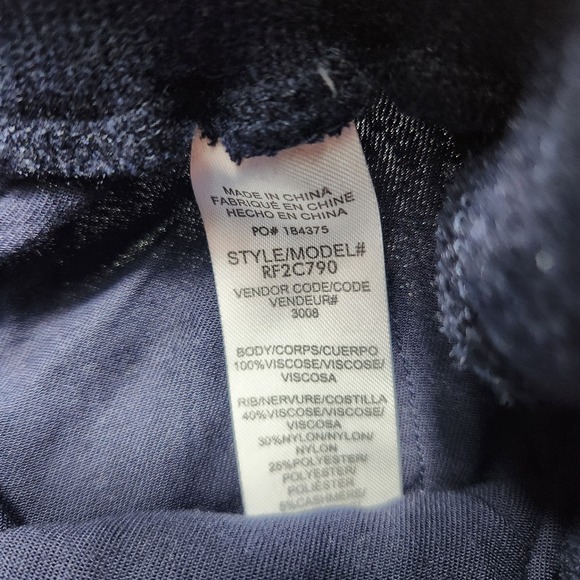 MADE IN CHINA
FABRIQUÉ EN CHINE
HECHO EN CHINA
PO# 184375
STYLE/MODEL#
RF2C790
VENDOR CODE/CODE
VENDEUR#
3008
BODY/CORPS/CUERPO
100%VISCOSE/VISCOSE/
VISCOSA
RIB/NERVURE/COSTILLA
40%VISCOSE/VISCOSE/
VISCOSA
30%NYLON/NYLON/
NYLON
25%POLYESTER/
POLYESTER/
POLIÉSTER
5%CASHMERE/